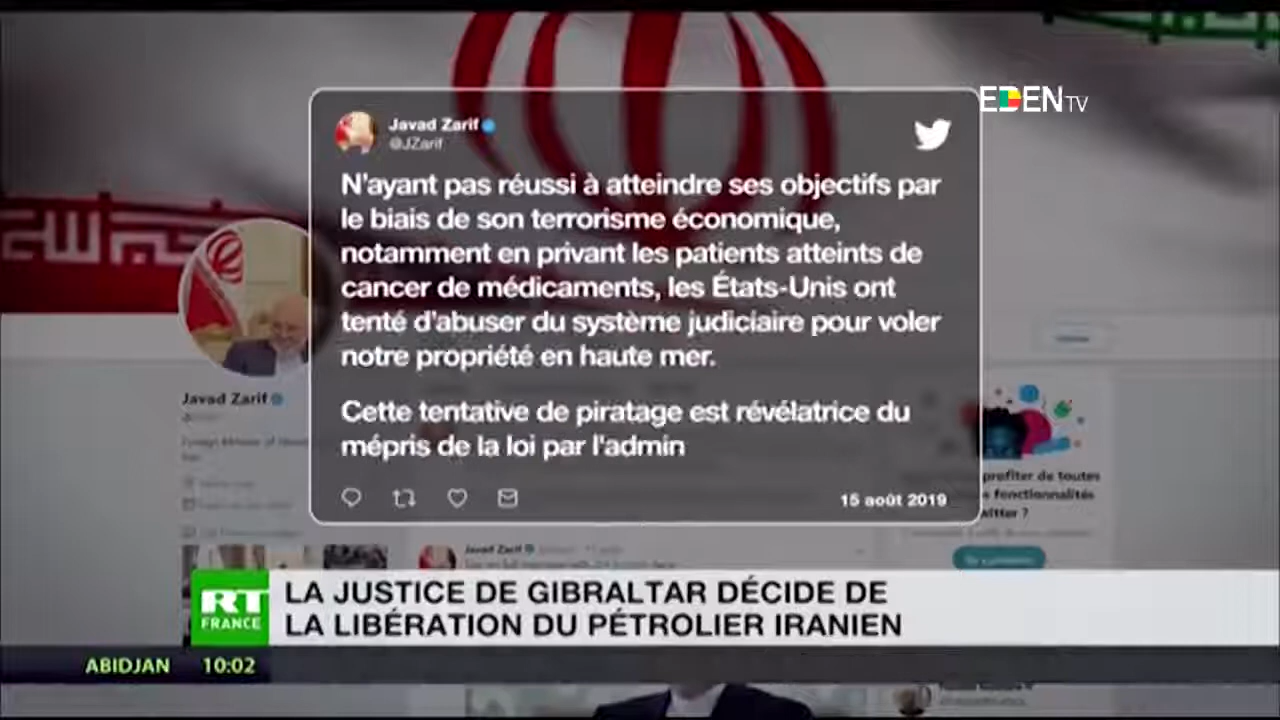 EDENTV
Javad Zarif
@JZarif
N'ayant pas réussi à atteindre ses objectifs par
le biais de son terrorisme économique,
notamment en privant les patients atteints de
cancer de médicaments, les États-Unis ont
tenté d'abuser du système judiciaire pour voler
notre propriété en haute mer.
Cette tentative de piratage est révélatrice du
mépris de la loi par l'admin
15 août 2019
Javad Zarif
profiter de toutes
fonctionnalités
Javad Zarif
RT
FRANCE
LA JUSTICE DE GIBRALTAR DÉCIDE DE
LA LIBÉRATION DU PÉTROLIER IRANIEN
ABIDJAN 10:02